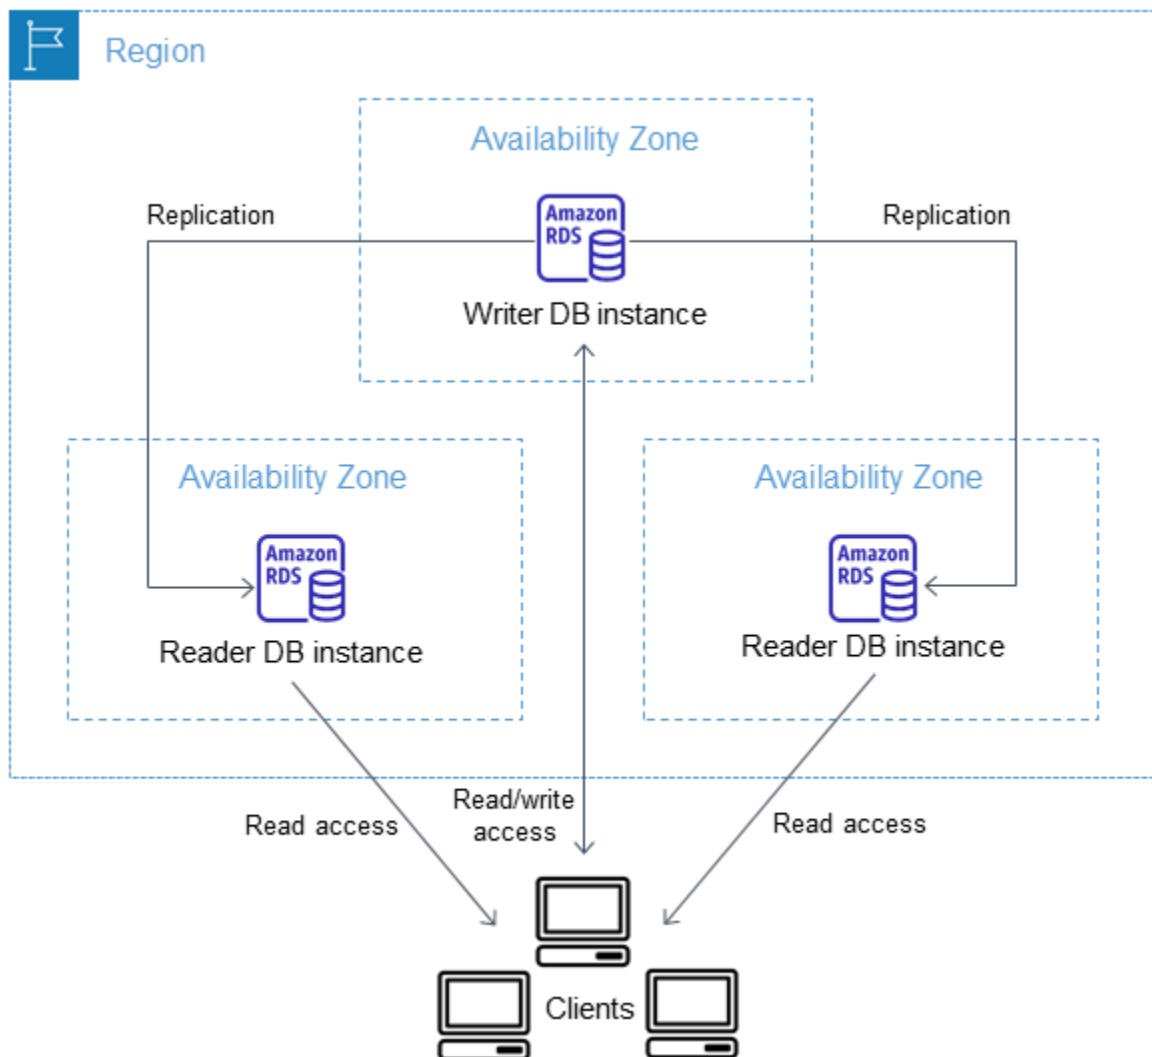 Region
Availability Zone
Replication
Amazon
RDS
Replication
Writer DB instance
Availability Zone
Amazon
RDS
Reader DB instance
Availability Zone
Amazon
RDS
Reader DB instance
Read access
Read/write
access
Read access
Clients